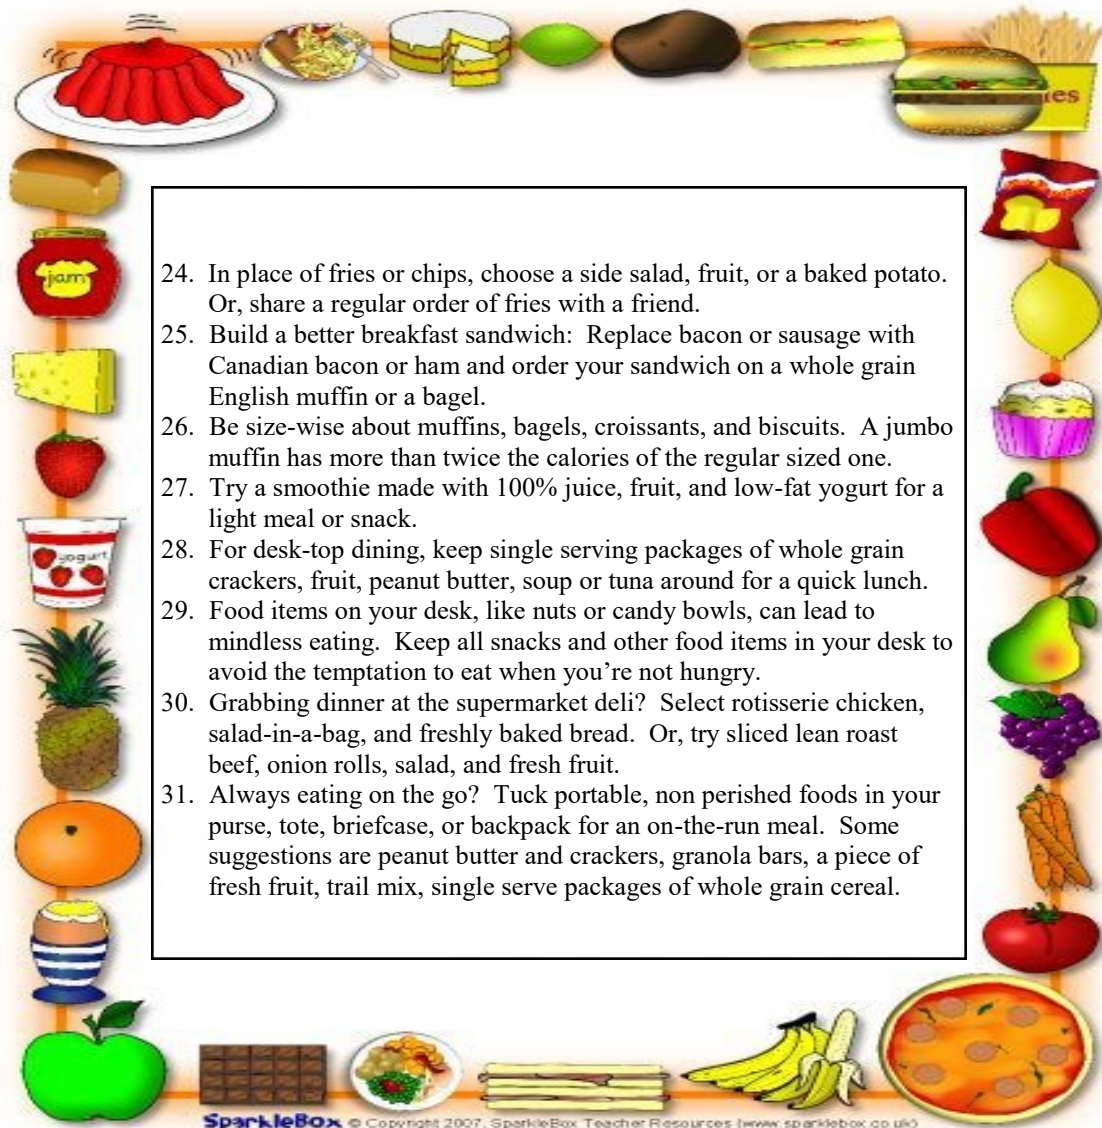 ies
jam
yogurt
24. In place of fries or chips, choose a side salad, fruit, or a baked potato.
Or, share a regular order of fries with a friend.
25. Build a better breakfast sandwich:  Replace bacon or sausage with
Canadian bacon or ham and order your sandwich on a whole grain
English muffin or a bagel.
26. Be size-wise about muffins, bagels, croissants, and biscuits.  A jumbo
muffin has more than twice the calories of the regular sized one.
27. Try a smoothie made with 100% juice, fruit, and low-fat yogurt for a
light meal or snack.
28. For desk-top dining, keep single serving packages of whole grain
crackers, fruit, peanut butter, soup or tuna around for a quick lunch.
29. Food items on your desk, like nuts or candy bowls, can lead to
mindless eating.  Keep all snacks and other food items in your desk to
avoid the temptation to eat when you’re not hungry.
30. Grabbing dinner at the supermarket deli?  Select rotisserie chicken,
salad-in-a-bag, and freshly baked bread.  Or, try sliced lean roast
beef, onion rolls, salad, and fresh fruit.
31. Always eating on the go?  Tuck portable, non perished foods in your
purse, tote, briefcase, or backpack for an on-the-run meal.  Some
suggestions are peanut butter and crackers, granola bars, a piece of
fresh fruit, trail mix, single serve packages of whole grain cereal.
SparkleBox © Copyright 2007, SparkleBox Teacher Resources (www.sparklebox.co.uk)